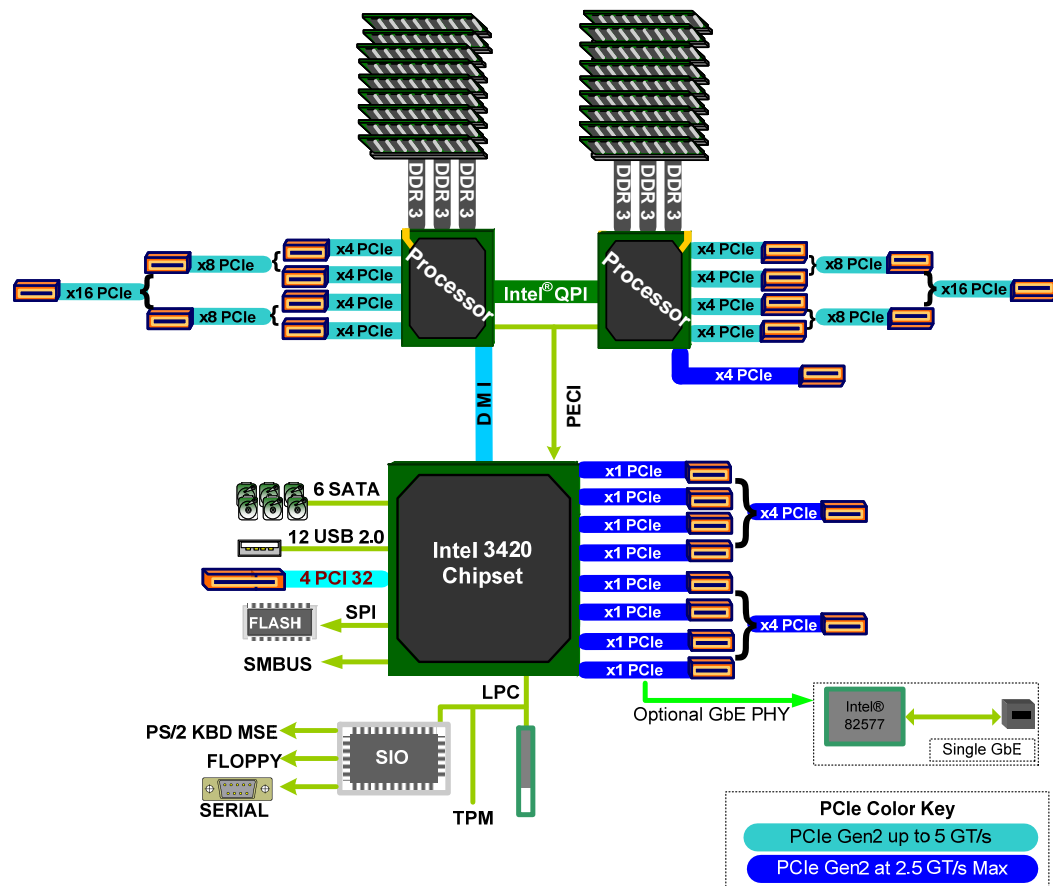 DDR 3
DDR 3
DDR 3
DDR 3
DDR 3
DDR 3
x4 PCIe
x4 PCIe
x4 PCIe
x4 PCIe
x8 PCIe
x8 PCIe
x16 PCIe
Processor
Intel® QPI
Processor
x4 PCIe
x4 PCIe
x4 PCIe
x4 PCIe
x8 PCIe
x8 PCIe
x16 PCIe
x4 PCIe
DMI
PECI
6 SATA
12 USB 2.0
4 PCI 32
SPI
FLASH
SMBUS
Intel 3420
Chipset
x1 PCIe
x1 PCIe
x1 PCIe
x1 PCIe
x1 PCIe
x1 PCIe
x1 PCIe
x1 PCIe
x4 PCIe
x4 PCIe
LPC
Optional GbE PHY
Intel®
82577
Single GbE
PS/2 KBD MSE
FLOPPY
SERIAL
SIO
TPM
PCIe Color Key
PCIe Gen2 up to 5 GT/s
PCIe Gen2 at 2.5 GT/s Max